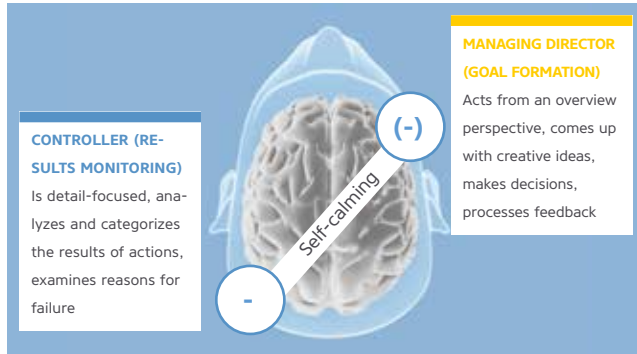 MANAGING DIRECTOR
(GOAL FORMATION)
Acts from an overview
perspective, comes up
with creative ideas,
makes decisions,
processes feedback
CONTROLLER (RE-
SULTS MONITORING)
Is detail-focused, ana-
lyzes and categorizes
the results of actions,
examines reasons for
failure
(-)
Self-calming
-